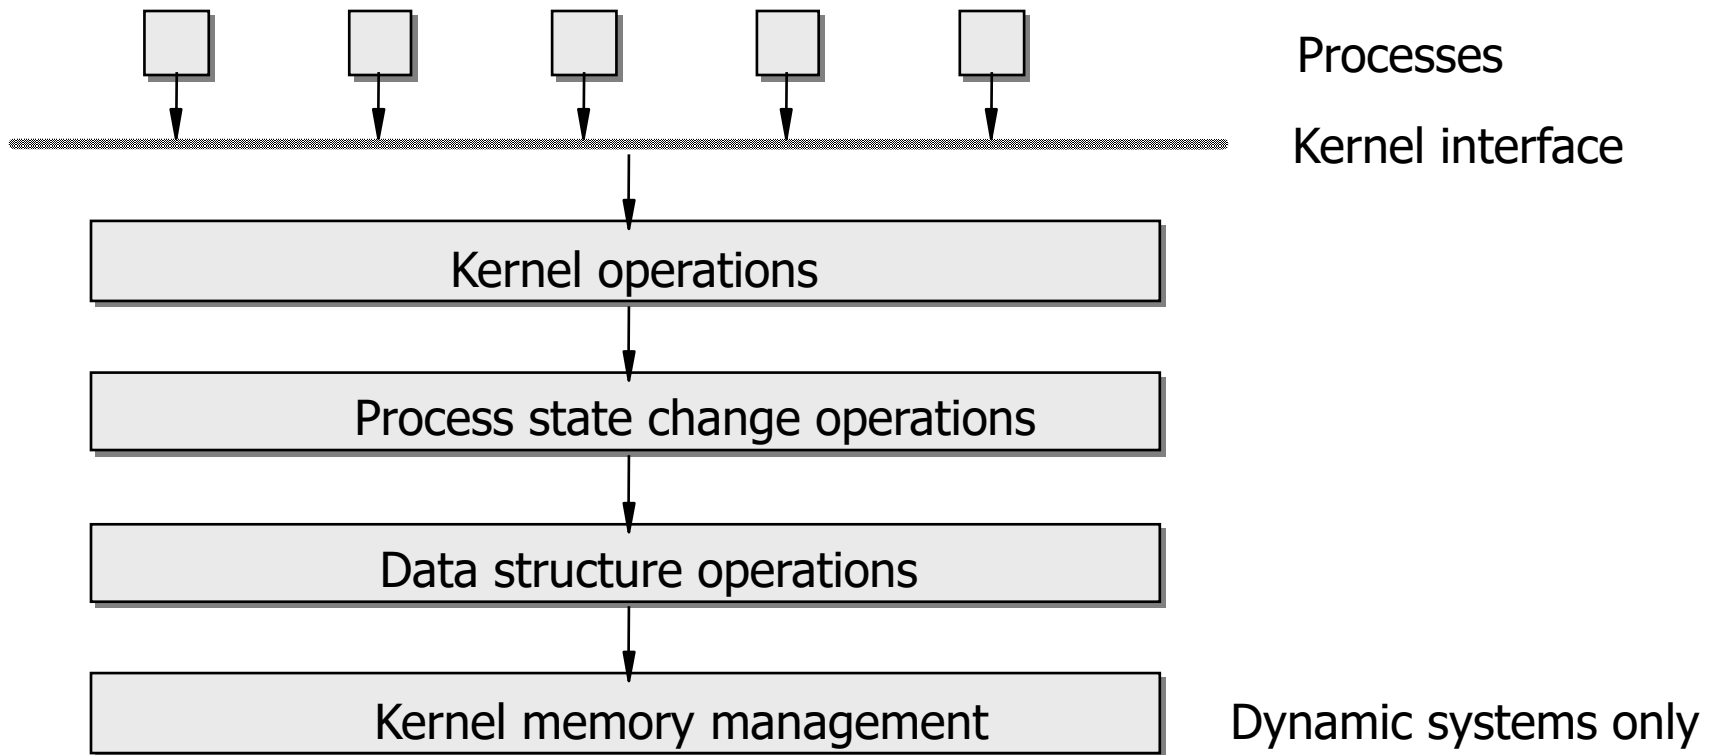 Processes
Kernel interface
Kernel operations
Process state change operations
Data structure operations
Kernel memory management
Dynamic systems only